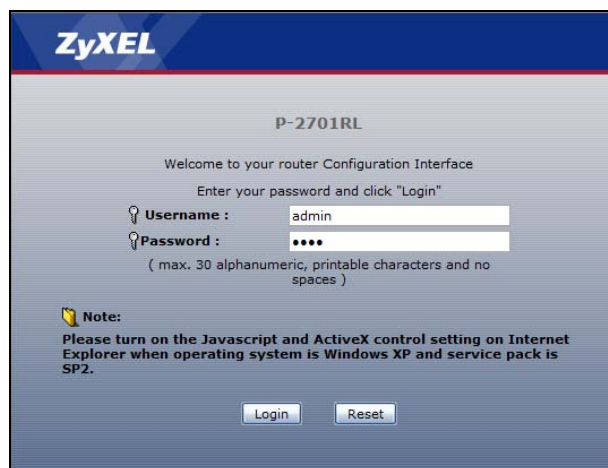 ZyXEL
P-2701RL
Welcome to your router Configuration Interface
Enter your password and click "Login"
Username : admin
Password : ••••
( max. 30 alphanumeric, printable characters and no
spaces )
Note:
Please turn on the Javascript and ActiveX control setting on Internet
Explorer when operating system is Windows XP and service pack is
SP2.
Login Reset